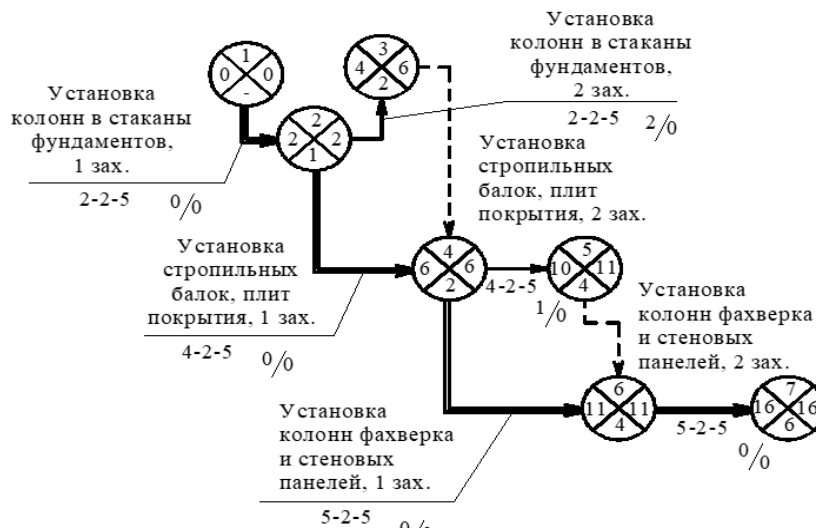 1
0 0
-
Установка
колонн в стаканы
фундаментов,
1 зах.
2-2-5 0/0
2
2 2
1
3
4 6
2
Установка
колонн в стаканы
фундаментов,
2 зах.
2-2-5 2/0
Установка
стропильных
балок, плит
покрытия, 2 зах.
Установка
стропильных
балок, плит
покрытия, 1 зах.
4-2-5 0/0
4
6 6
2
4-2-5
1/0
5
10 11
4
Установка
колонн фахверка
и стеновых
панелей, 2 зах.
6
11 11
4
5-2-5
0/0
7
16 16
6
Установка
колонн фахверка
и стеновых
панелей, 1 зах.
5-2-5